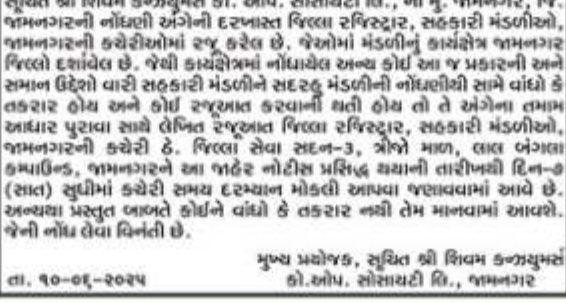 સૂચિત શ્રી શિવમ કન્ઝયુમર્સ કો. ઓપ. સોસાયટી લિ., ની મુ. જામનગર, જિ.
જામનગરની નોંધણી અંગેની દરખાસ્ત જિલ્લા રજિસ્ટ્રાર, સહકારી મંડળીઓ,
જામનગરની કચેરીઓમાં રજૂ કરેલ છે. જેઓમાં મંડળીનું કાર્યક્ષેત્ર જામનગર
જિલ્લો દર્શાવેલ છે. જેથી કાર્યક્ષેત્રમાં નોંધાયેલ અન્ય કોઈ આ જ પ્રકારની અને
સમાન ઉદ્દેશો વારી સહકારી મંડળીને સદરહુ મંડળીની નોંધણીથી સામે વાંધો કે
તકરાર હોય અને કોઈ રજૂઆત કરવાની થતી હોય તો તે અંગેના તમામ
આધાર પુરાવા સાથે લેખિત રજૂઆત જિલ્લા રજિસ્ટ્રાર, સહકારી મંડળીઓ,
જામનગરની કચેરી ઠે. જિલ્લા સેવા સદન-૩, ત્રીજો માળ, લાલ બંગલા
કમ્પાઉન્ડ, જામનગરને આ જાહેર નોટીસ પ્રસિદ્ધ થયાની તારીખથી દિન-૭
(સાત) સુધીમાં કચેરી સમય દરમ્યાન મોકલી આપવા જણાવવામાં આવે છે.
અન્યથા પ્રસ્તુત બાબતે કોઈને વાંધો કે તકરાર નથી તેમ માનવામાં આવશે.
જેની નોંધ લેવા વિનંતી છે.
મુખ્ય પ્રયોજક, સૂચિત શ્રી શિવમ કન્ઝયુમર્સ
તા. ૧૦-૦૬-૨૦૨૫ કો.ઓપ. સોસાયટી લિ., જામનગર